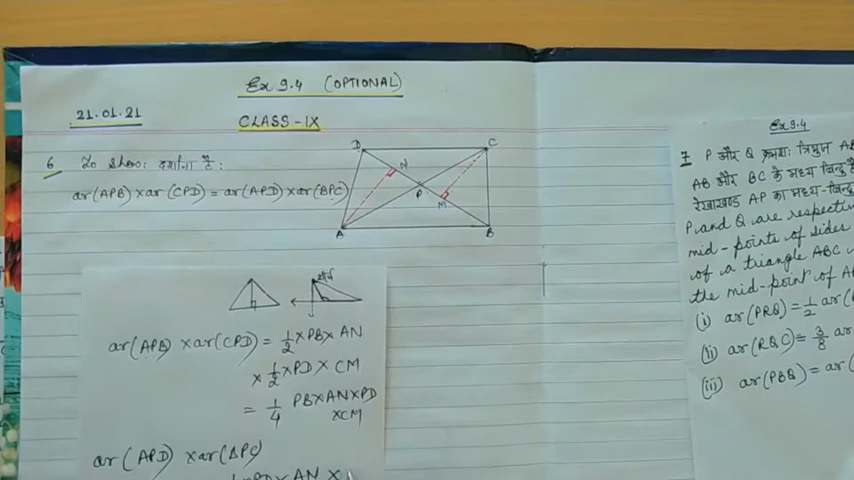 Ex 9.4 (OPTIONAL)
21.01.21
CLASS-IX
6 To Show: दर्शाना है:
ar(APB) × ar(CPD) = ar(APD) × ar(BPC)
D
C
N
P
M
A
B
ar(APB) × ar(CPD) = 1/2 × PB × AN
× 1/2 × PD × CM
= 1/4 PB × AN × PD
× CM
ar(APD) × ar(BPC)
PD × AN ×
Ex 9.4
7 P और Q क्रमशः त्रिभुज
AB और BC के मध्य बिन्दु
रेखाखण्ड AP का मध्य-बिन्दु
P and Q are
mid-points of sides
of a triangle ABC
the mid-point of
(i) ar(PRQ) = 1/2 ar(
(ii) ar(RQC) = 3/8 ar
(iii) ar(PBQ) = ar(